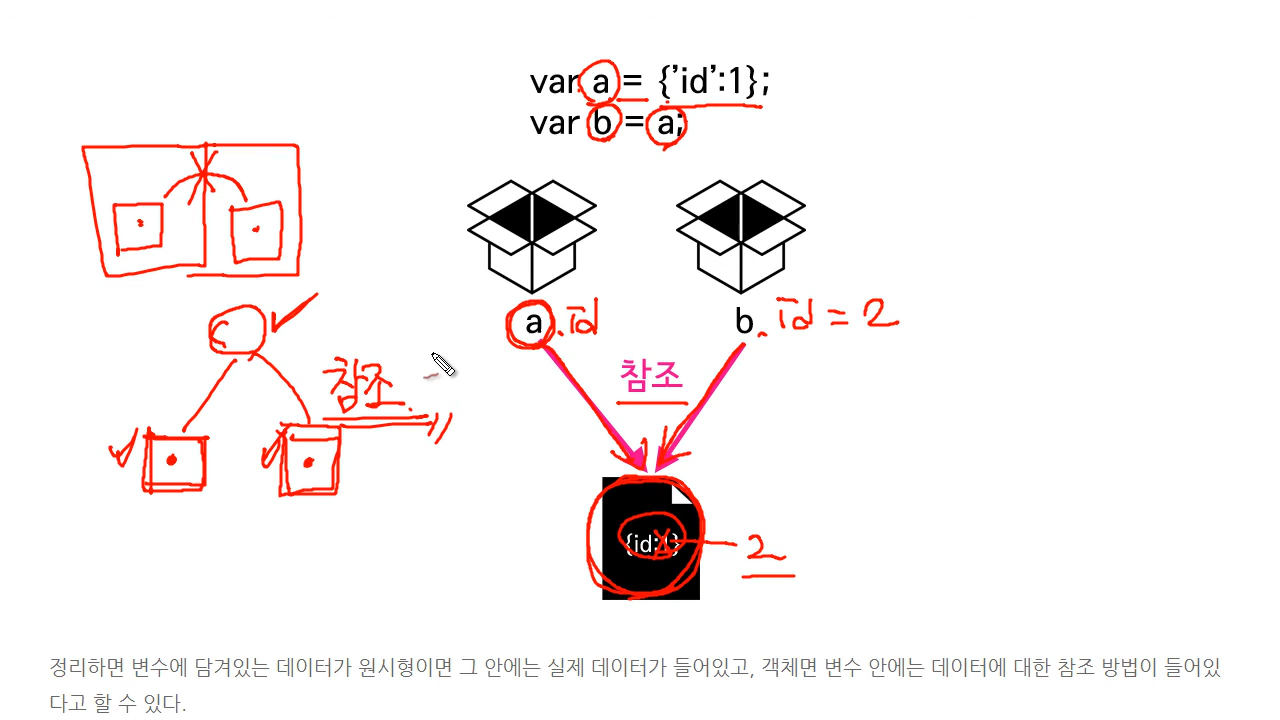 var a = {’id’:1};
var b = a;
a .id
b .id = 2
참조
참조.
{id:1}
2
정리하면 변수에 담겨있는 데이터가 원시형이면 그 안에는 실제 데이터가 들어있고, 객체면 변수 안에는 데이터에 대한 참조 방법이 들어있
다고 할 수 있다.